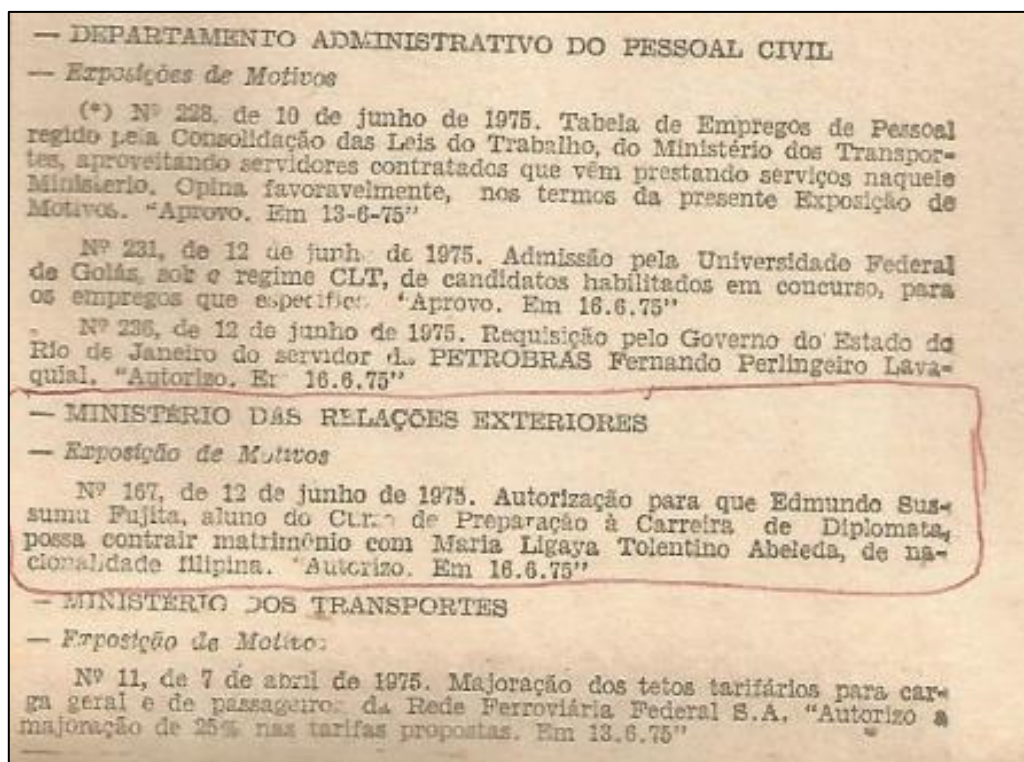 — DEPARTAMENTO ADMINISTRATIVO DO PESSOAL CIVIL
— Exposições de Motivos
(*) Nº 228, de 10 de junho de 1975. Tabela de Empregos de Pessoal
regido pela Consolidação das Leis do Trabalho, do Ministério dos Transpor-
tes, aproveitando servidores contratados que vêm prestando serviços naquele
Ministerio. Opina favoravelmente, nos termos da presente Exposição de
Motivos. "Aprovo. Em 13-6-75"
Nº 231, de 12 de junho de 1975. Admissão pela Universidade Federal
de Goiás, sob o regime CLT, de candidatos habilitados em concurso, para
os empregos que especifica. "Aprovo. Em 16.6.75"
Nº 236, de 12 de junho de 1975. Requisição pelo Governo do Estado do
Rio de Janeiro do servidor da PETROBRÁS Fernando Perlingeiro Lava-
quial. "Autorizo. Em 16.6.75"
— MINISTÉRIO DAS RELAÇÕES EXTERIORES
— Exposição de Motivos
Nº 167, de 12 de junho de 1975. Autorização para que Edmundo Sus-
sumu Fujita, aluno do Curso de Preparação à Carreira de Diplomata,
possa contrair matrimônio com Maria Ligaya Tolentino Abeleda, de na-
cionalidade filipina. "Autorizo. Em 16.6.75"
— MINISTÉRIO DOS TRANSPORTES
— Exposição de Motivos
Nº 11, de 7 de abril de 1975. Majoração dos tetos tarifários para car-
ga geral e de passageiros da Rede Ferroviária Federal S.A. "Autorizo a
majoração de 25% nas tarifas propostas. Em 13.6.75"